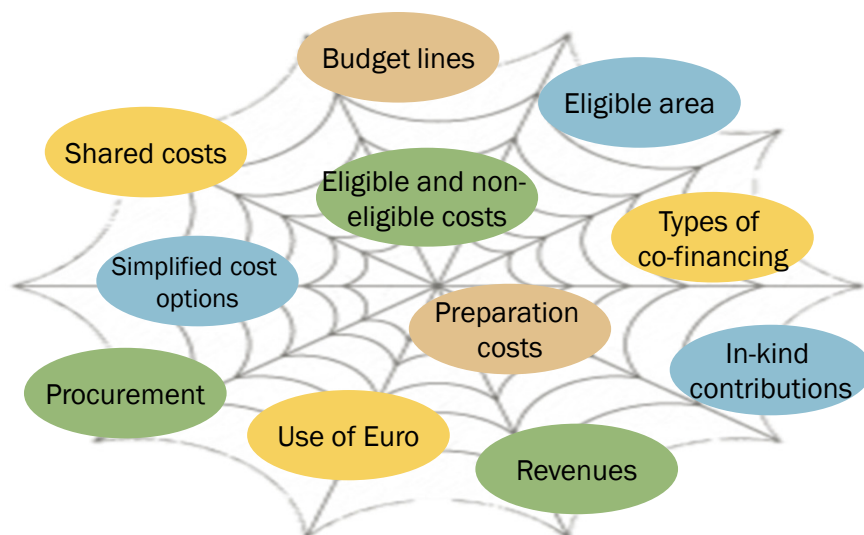 Budget lines
Eligible area
Shared costs
Eligible and non-
eligible costs
Types of
co-financing
Simplified cost
options
Preparation
costs
In-kind
contributions
Procurement
Use of Euro
Revenues